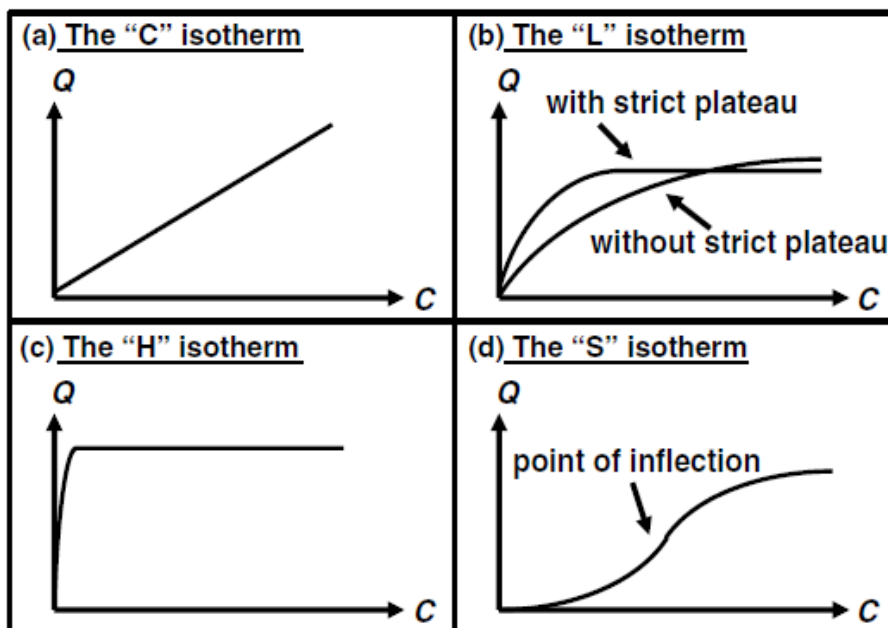 (a) The “C” isotherm
Q
C
(b) The “L” isotherm
Q
with strict plateau
without strict plateau
C
(c) The “H” isotherm
Q
C
(d) The “S” isotherm
Q
point of inflection
C